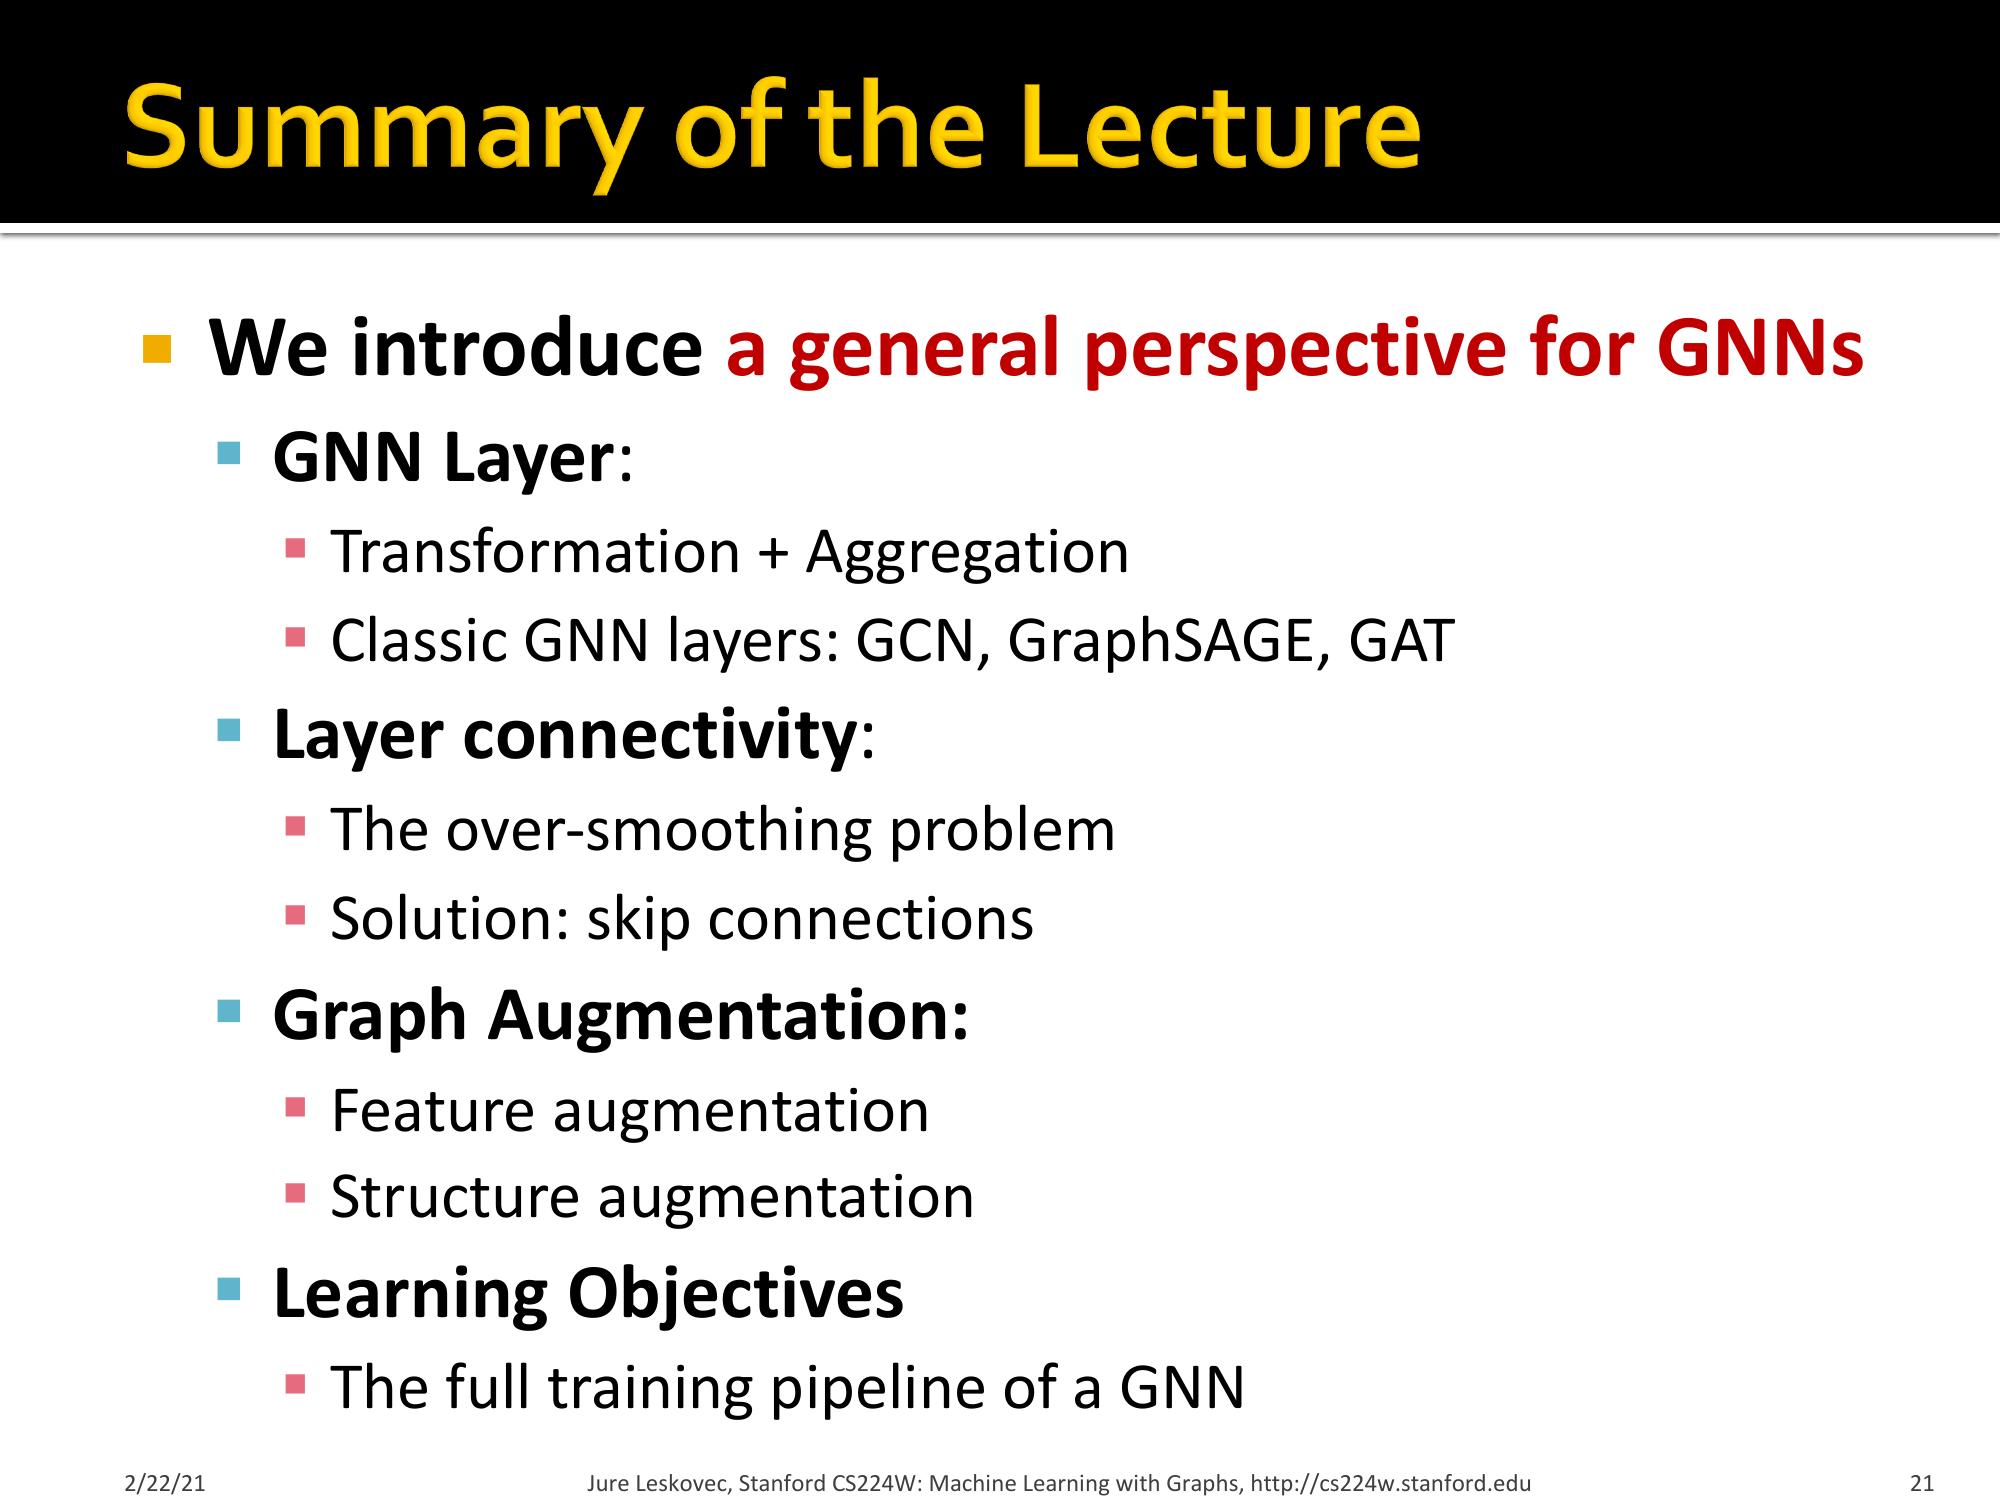 Summary of the Lecture
We introduce a general perspective for GNNs
GNN Layer:
Transformation + Aggregation
Classic GNN layers: GCN, GraphSAGE, GAT
Layer connectivity:
The over-smoothing problem
Solution: skip connections
Graph Augmentation:
Feature augmentation
Structure augmentation
Learning Objectives
The full training pipeline of a GNN
2/22/21
Jure Leskovec, Stanford CS224W: Machine Learning with Graphs, http://cs224w.stanford.edu
21